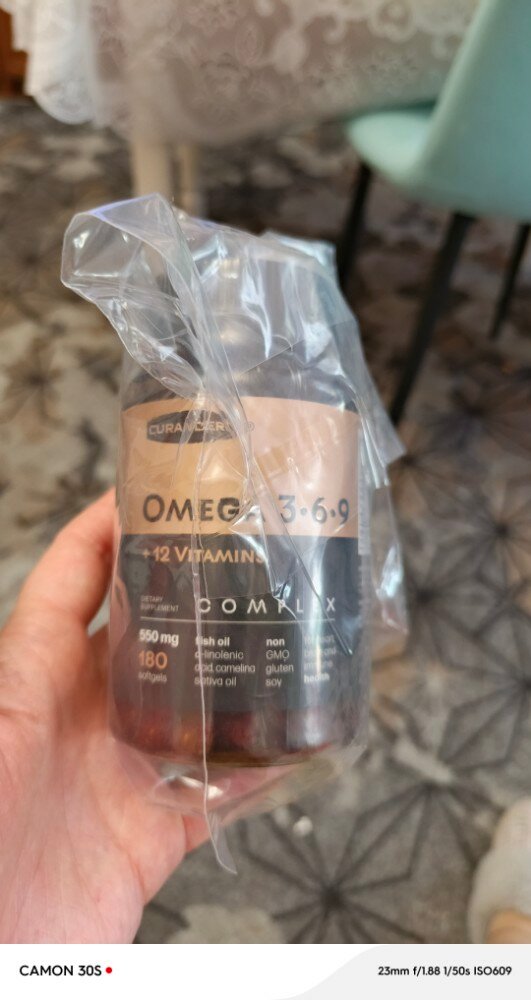 CURANDERO®
OMEGA 3·6·9
+12 VITAMINS
DIETARY
SUPPLEMENT
COMPLEX
550 mg
180
softgels
fish oil
α-linolenic
acid, camelina
sativa oil
non
GMO
gluten
soy
immune
health
CAMON 30S
23mm f/1.88 1/50s ISO609